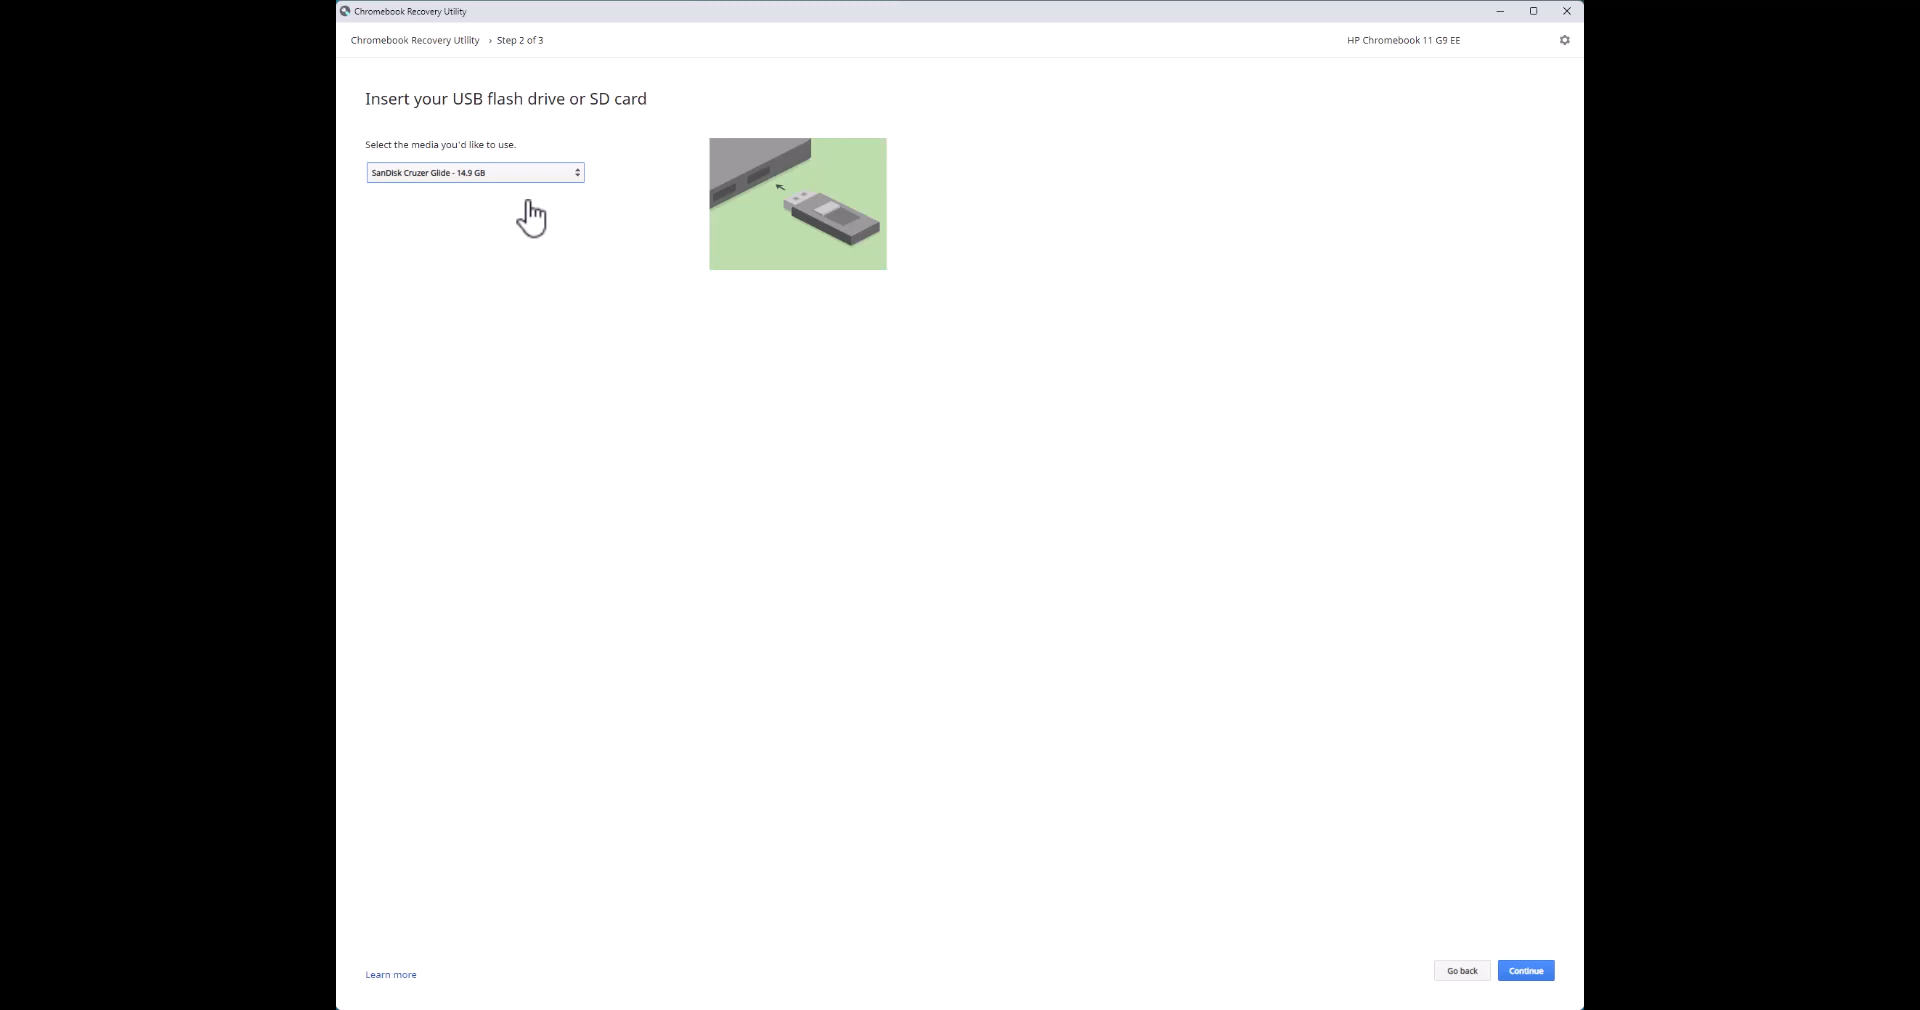 Chromebook Recovery Utility
Chromebook Recovery Utility › Step 2 of 3
HP Chromebook 11 G9 EE
Insert your USB flash drive or SD card
Select the media you'd like to use.
SanDisk Cruzer Glide - 14.9 GB
Learn more
Go back
Continue